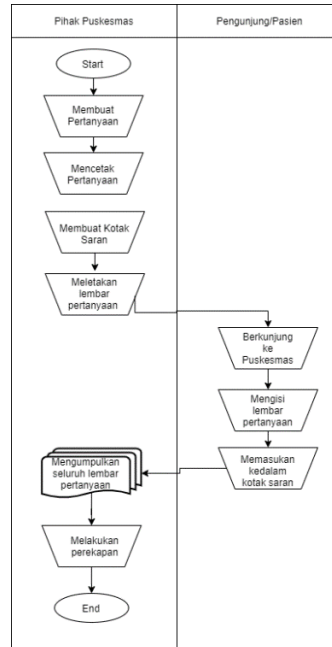 Pihak Puskesmas
Pengunjung/Pasien
Start
Membuat
Pertanyaan
Mencetak
Pertanyaan
Membuat Kotak
Saran
Meletakan
lembar
pertanyaan
Berkunjung
ke
Puskesmas
Mengisi
lembar
pertanyaan
Memasukan
kedalam
kotak saran
Mengumpulkan
seluruh lembar
pertanyaan
Melakukan
perekapan
End